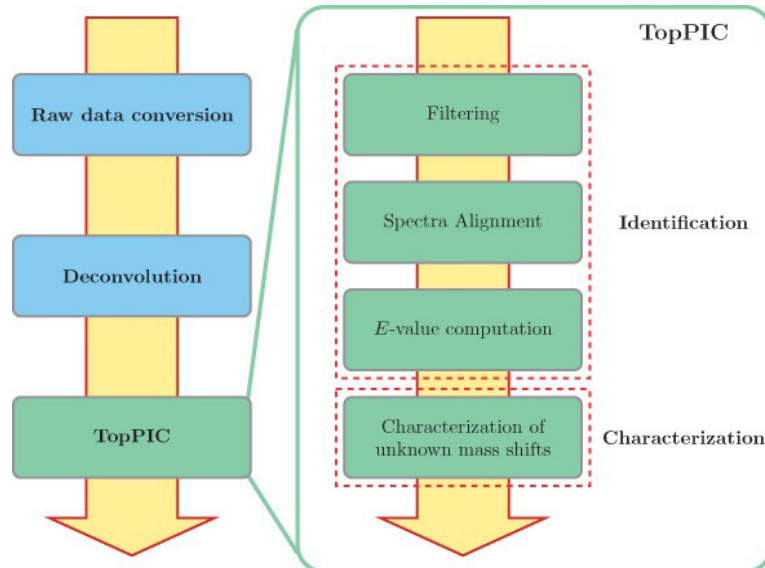 Raw data conversion
Deconvolution
TopPIC
TopPIC
Filtering
Spectra Alignment
E-value computation
Identification
Characterization of
unknown mass shifts
Characterization